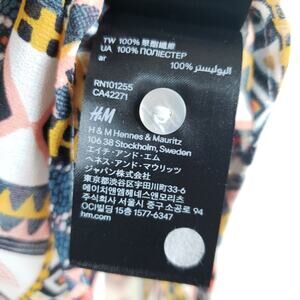 TW 100% 聚酯纖維
UA 100% ПОЛІЕСТЕР
ar
100% البوليستر
RN101255
CA42271
H&M
H & M Hennes & Mauritz
106 38 Stockholm, Sweden
エイチ・アンド・エム
ヘネス・アンド・マウリッツ
ジャパン株式会社
東京都渋谷区宇田川町33-6
에이치앤엠헤네스앤모리츠
주식회사 서울시 중구 소공로 94
OCI빌딩 15층 1577-6347
hm.com